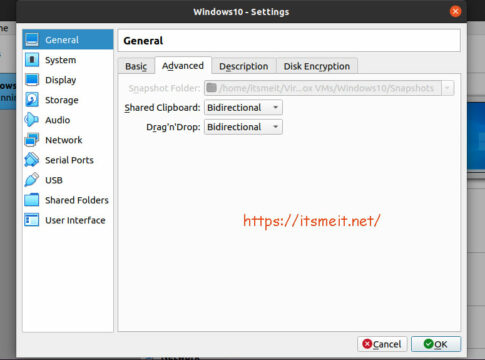 Windows10 - Settings
General
System
Display
Storage
Audio
Network
Serial Ports
USB
Shared Folders
User Interface
General
Basic Advanced Description Disk Encryption
Snapshot Folder: /home/itsmeit/Vir...ox VMs/Windows10/Snapshots
Shared Clipboard: Bidirectional
Drag'n'Drop: Bidirectional
https://itsmeit.net/
Cancel OK